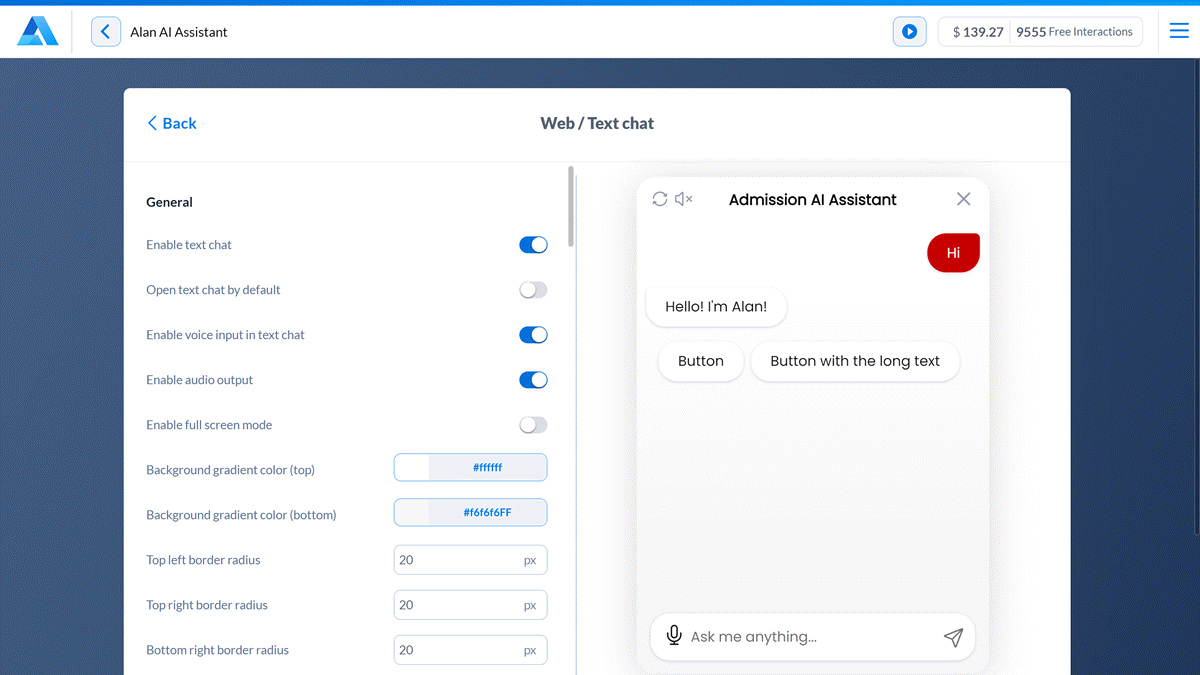 Alan AI Assistant
$ 139.27 9555 Free Interactions
Back
Web / Text chat
General
Enable text chat
Open text chat by default
Enable voice input in text chat
Enable audio output
Enable full screen mode
Background gradient color (top) #ffffff
Background gradient color (bottom) #f6f6f6FF
Top left border radius 20 px
Top right border radius 20 px
Bottom right border radius 20 px
Admission AI Assistant
Hi
Hello! I'm Alan!
Button Button with the long text
Ask me anything...